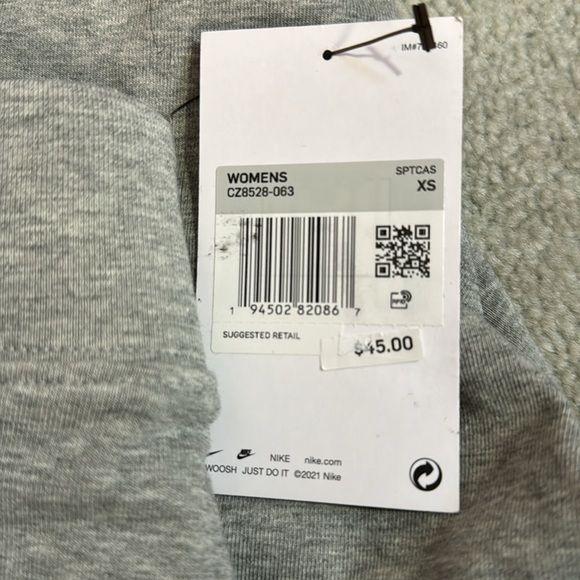 WOMENS SPTCAS
CZ8528-063 XS
1 94502 82086 7
RFID
SUGGESTED RETAIL
$45.00
NIKE nike.com
WOOSH JUST DO IT ©2021 Nike